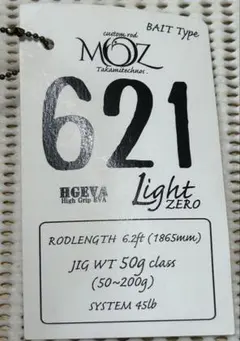 BAIT Type
custom rod
MOZ
Takamitechnos.
621
HGEVA
High Grip EVA
Light
ZERO
RODLENGTH 6.2ft (1865mm)
JIG WT 50g class
(50~200g)
SYSTEM 45lb